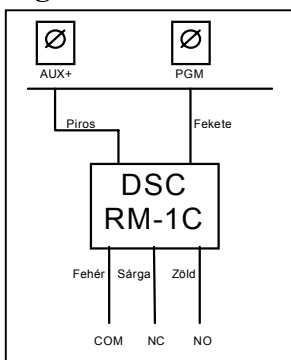 AUX+ PGM
Piros Fekete
DSC
RM-1C
Fehér Sárga Zöld
COM NC NO